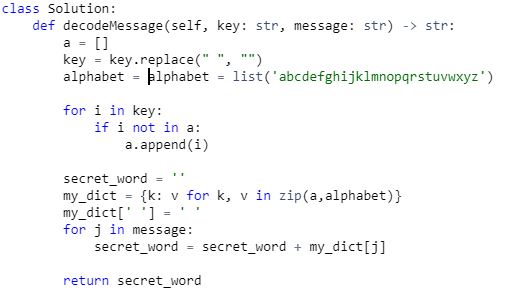 class Solution:
    def decodeMessage(self, key: str, message: str) -> str:
        a = []
        key = key.replace(" ", "")
        alphabet = alphabet = list('abcdefghijklmnopqrstuvwxyz')

        for i in key:
            if i not in a:
                a.append(i)

        secret_word = ''
        my_dict = {k: v for k, v in zip(a,alphabet)}
        my_dict[' '] = ' '
        for j in message:
            secret_word = secret_word + my_dict[j]

        return secret_word